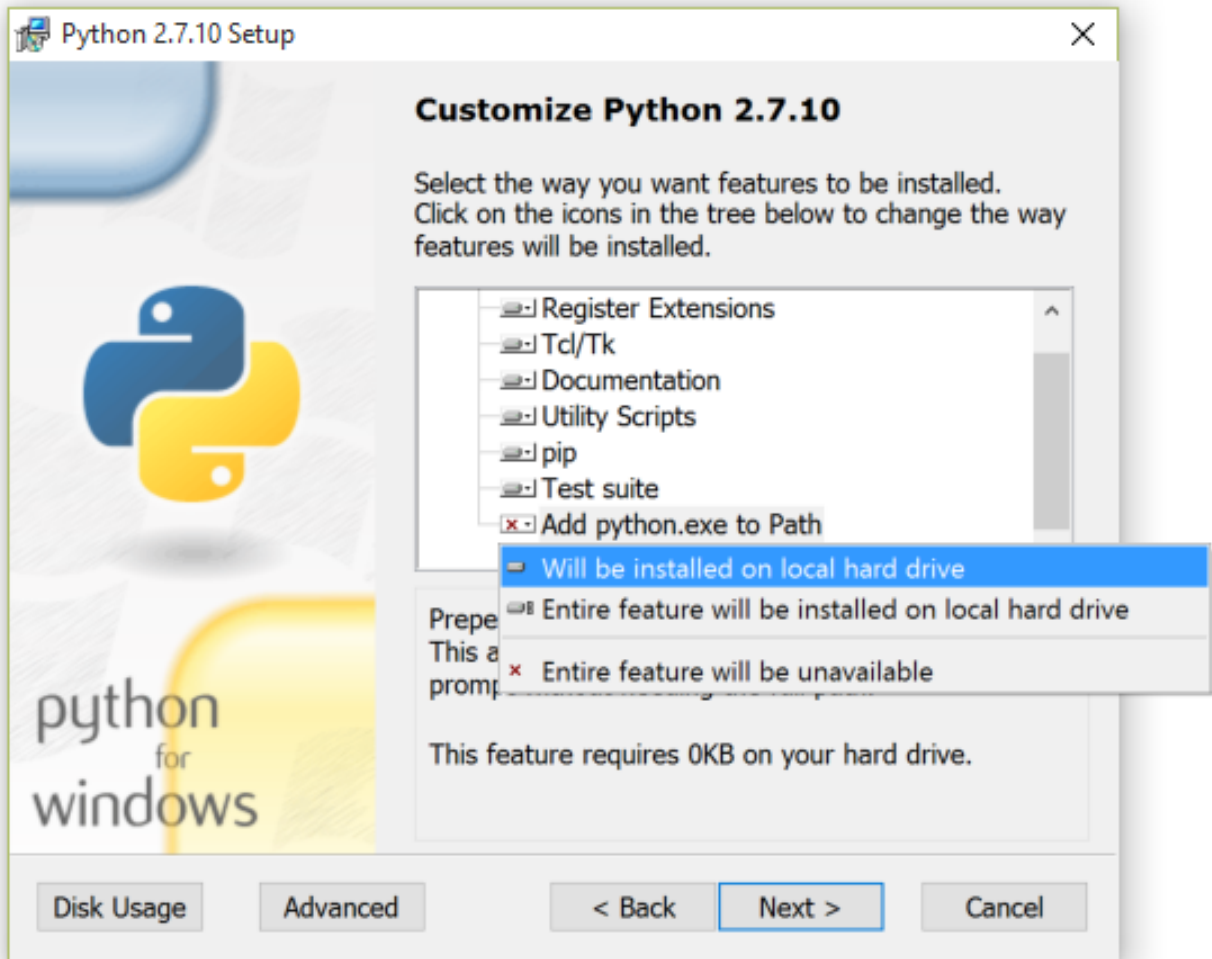 Python 2.7.10 Setup
Customize Python 2.7.10
Select the way you want features to be installed.
Click on the icons in the tree below to change the way
features will be installed.
Register Extensions
Tcl/Tk
Documentation
Utility Scripts
pip
Test suite
Add python.exe to Path
Will be installed on local hard drive
Entire feature will be installed on local hard drive
Entire feature will be unavailable
Prepe
This a
This feature requires 0KB on your hard drive.
python
for
windows
Disk Usage
Advanced
< Back
Next >
Cancel